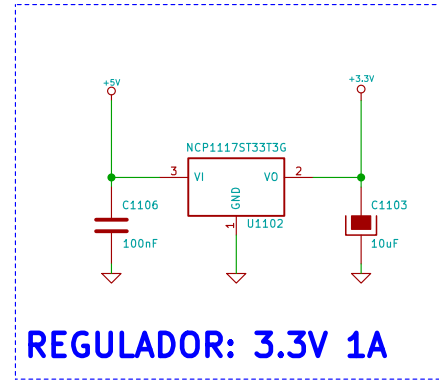 +5V
+3.3V
NCP1117ST33T3G
3
VI
VO
2
GND
1
U1102
C1106
100nF
C1103
10uF
REGULADOR: 3.3V 1A